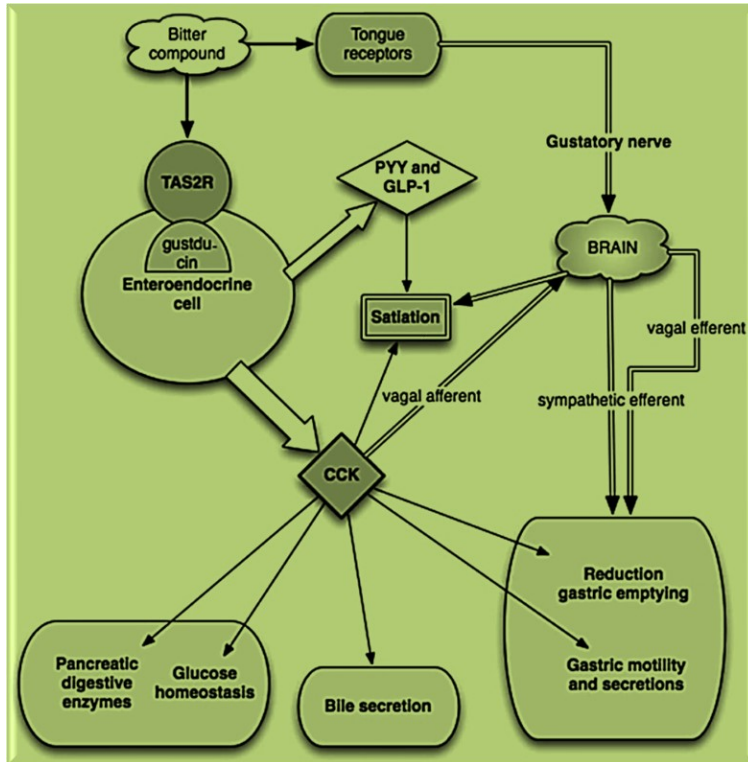 Bitter
compound
Tongue
receptors
Gustatory nerve
TAS2R
PYY and
GLP-1
gustdu-
cin
Enteroendocrine
cell
BRAIN
Satiation
vagal efferent
vagal afferent
sympathetic efferent
CCK
Reduction
gastric emptying
Pancreatic
digestive
enzymes
Glucose
homeostasis
Bile secretion
Gastric motility
and secretions